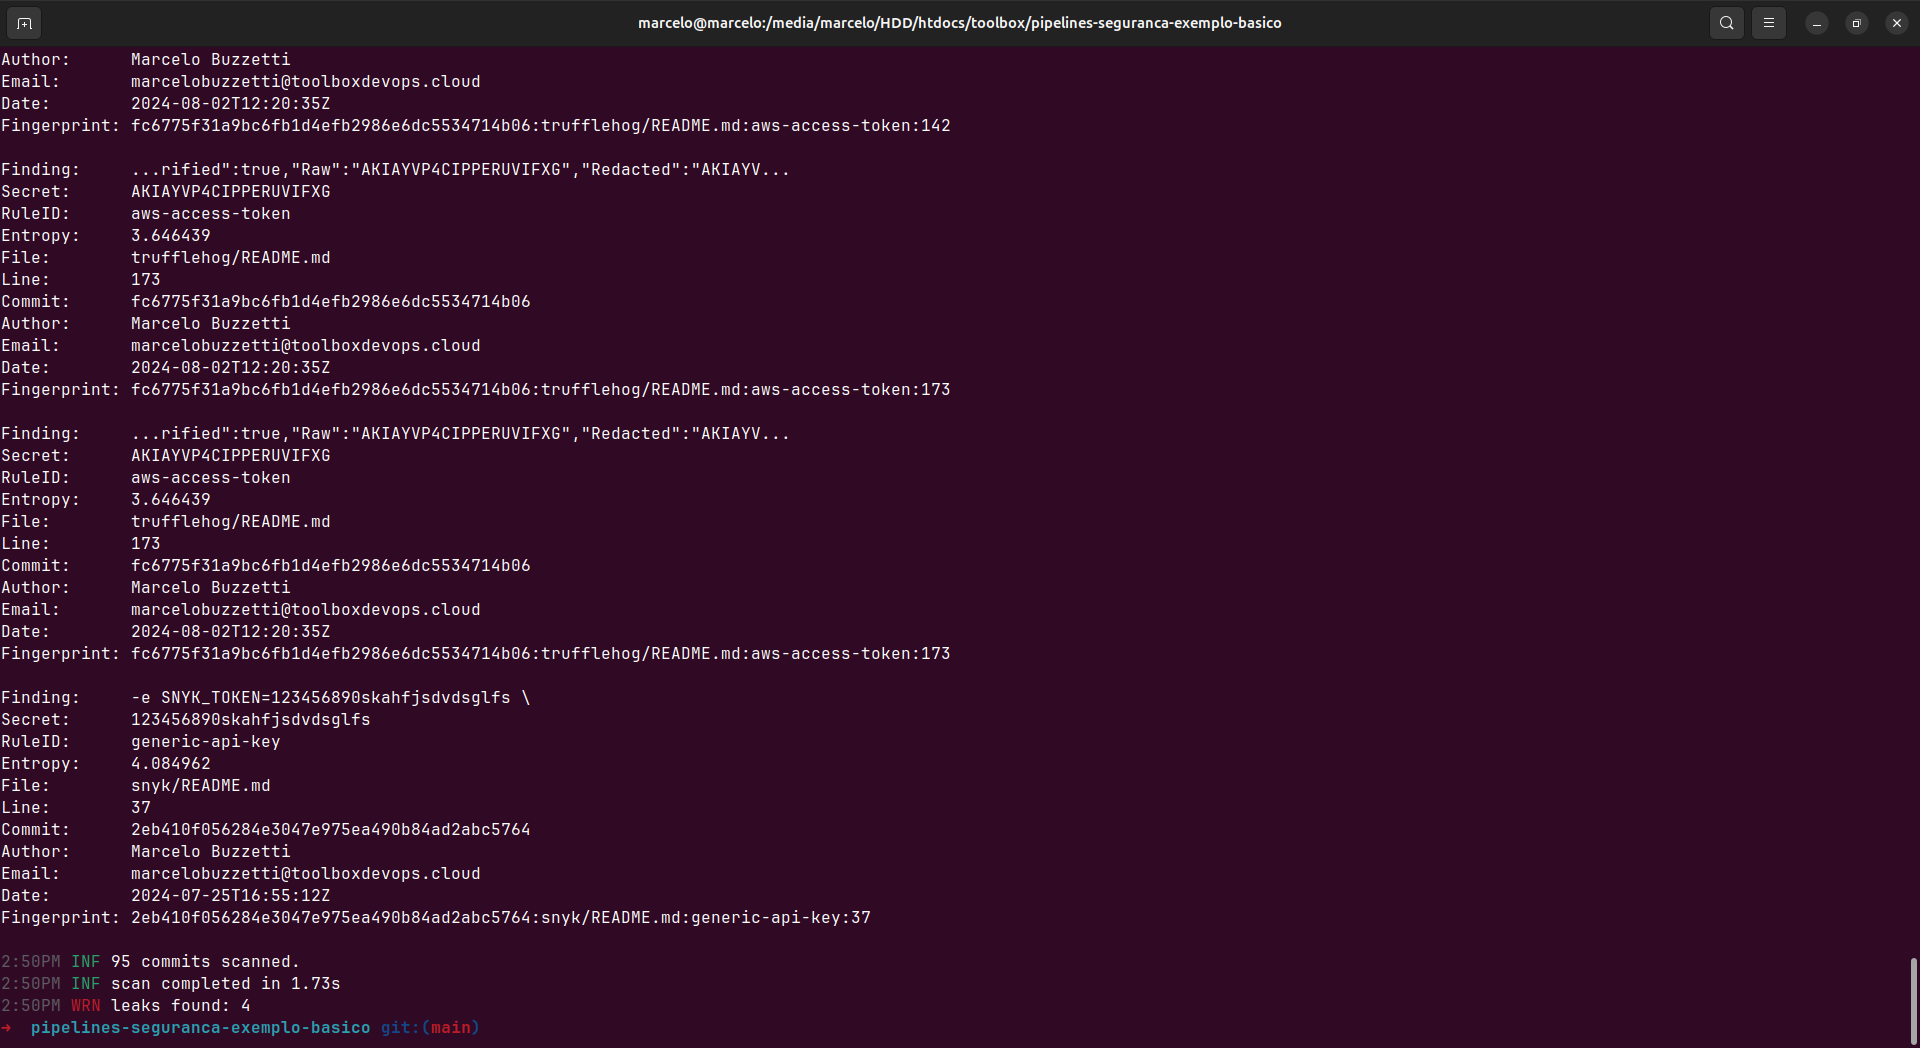 marcelo@marcelo:/media/marcelo/HDD/htdocs/toolbox/pipelines-seguranca-exemplo-basico
Author:      Marcelo Buzzetti
Email:       marcelobuzzetti@toolboxdevops.cloud
Date:        2024-08-02T12:20:35Z
Fingerprint: fc6775f31a9bc6fb1d4efb2986e6dc5534714b06:trufflehog/README.md:aws-access-token:142

Finding:     ...rified":true,"Raw":"AKIAYVP4CIPPERUVIFXG","Redacted":"AKIAYV...
Secret:      AKIAYVP4CIPPERUVIFXG
RuleID:      aws-access-token
Entropy:     3.646439
File:        trufflehog/README.md
Line:        173
Commit:      fc6775f31a9bc6fb1d4efb2986e6dc5534714b06
Author:      Marcelo Buzzetti
Email:       marcelobuzzetti@toolboxdevops.cloud
Date:        2024-08-02T12:20:35Z
Fingerprint: fc6775f31a9bc6fb1d4efb2986e6dc5534714b06:trufflehog/README.md:aws-access-token:173

Finding:     ...rified":true,"Raw":"AKIAYVP4CIPPERUVIFXG","Redacted":"AKIAYV...
Secret:      AKIAYVP4CIPPERUVIFXG
RuleID:      aws-access-token
Entropy:     3.646439
File:        trufflehog/README.md
Line:        173
Commit:      fc6775f31a9bc6fb1d4efb2986e6dc5534714b06
Author:      Marcelo Buzzetti
Email:       marcelobuzzetti@toolboxdevops.cloud
Date:        2024-08-02T12:20:35Z
Fingerprint: fc6775f31a9bc6fb1d4efb2986e6dc5534714b06:trufflehog/README.md:aws-access-token:173

Finding:     -e SNYK_TOKEN=123456890skahfjsdvdsglfs \
Secret:      123456890skahfjsdvdsglfs
RuleID:      generic-api-key
Entropy:     4.084962
File:        snyk/README.md
Line:        37
Commit:      2eb410f056284e3047e975ea490b84ad2abc5764
Author:      Marcelo Buzzetti
Email:       marcelobuzzetti@toolboxdevops.cloud
Date:        2024-07-25T16:55:12Z
Fingerprint: 2eb410f056284e3047e975ea490b84ad2abc5764:snyk/README.md:generic-api-key:37

2:50PM INF 95 commits scanned.
2:50PM INF scan completed in 1.73s
2:50PM WRN leaks found: 4
➜  pipelines-seguranca-exemplo-basico git:(main)